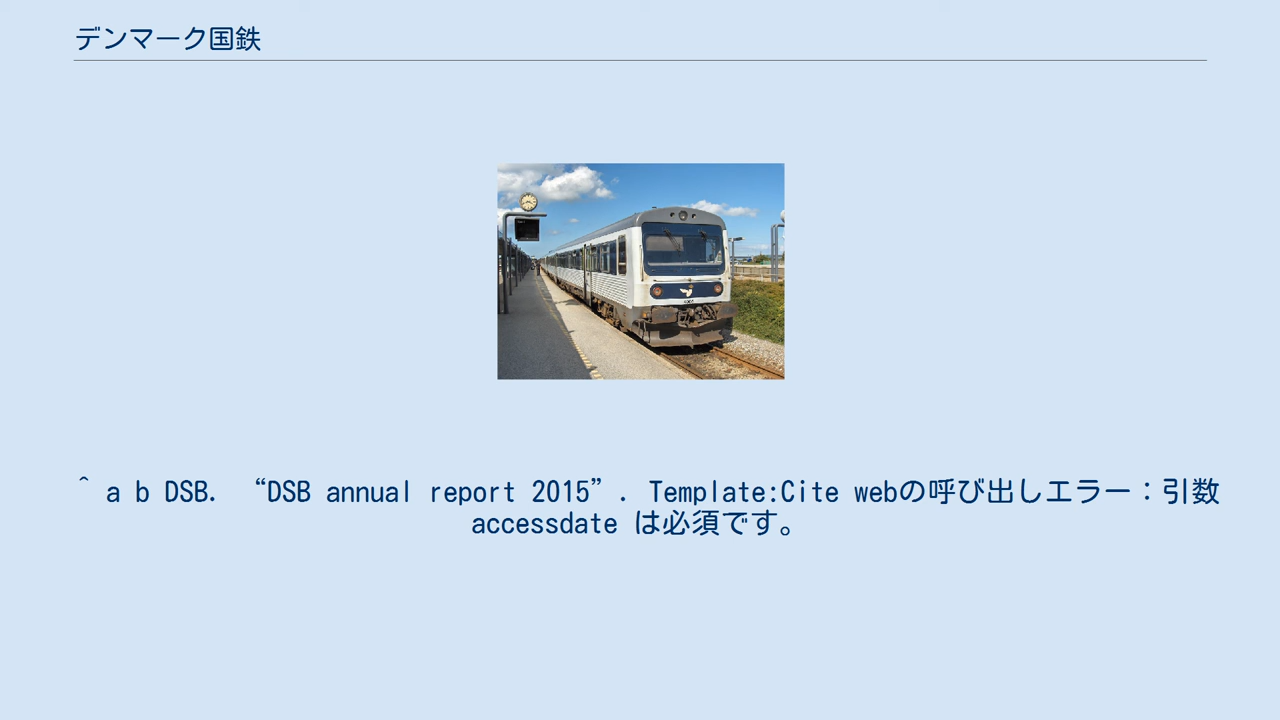 デンマーク国鉄
^ a b DSB. “DSB annual report 2015”. Template:Cite webの呼び出しエラー：引数
accessdate は必須です。